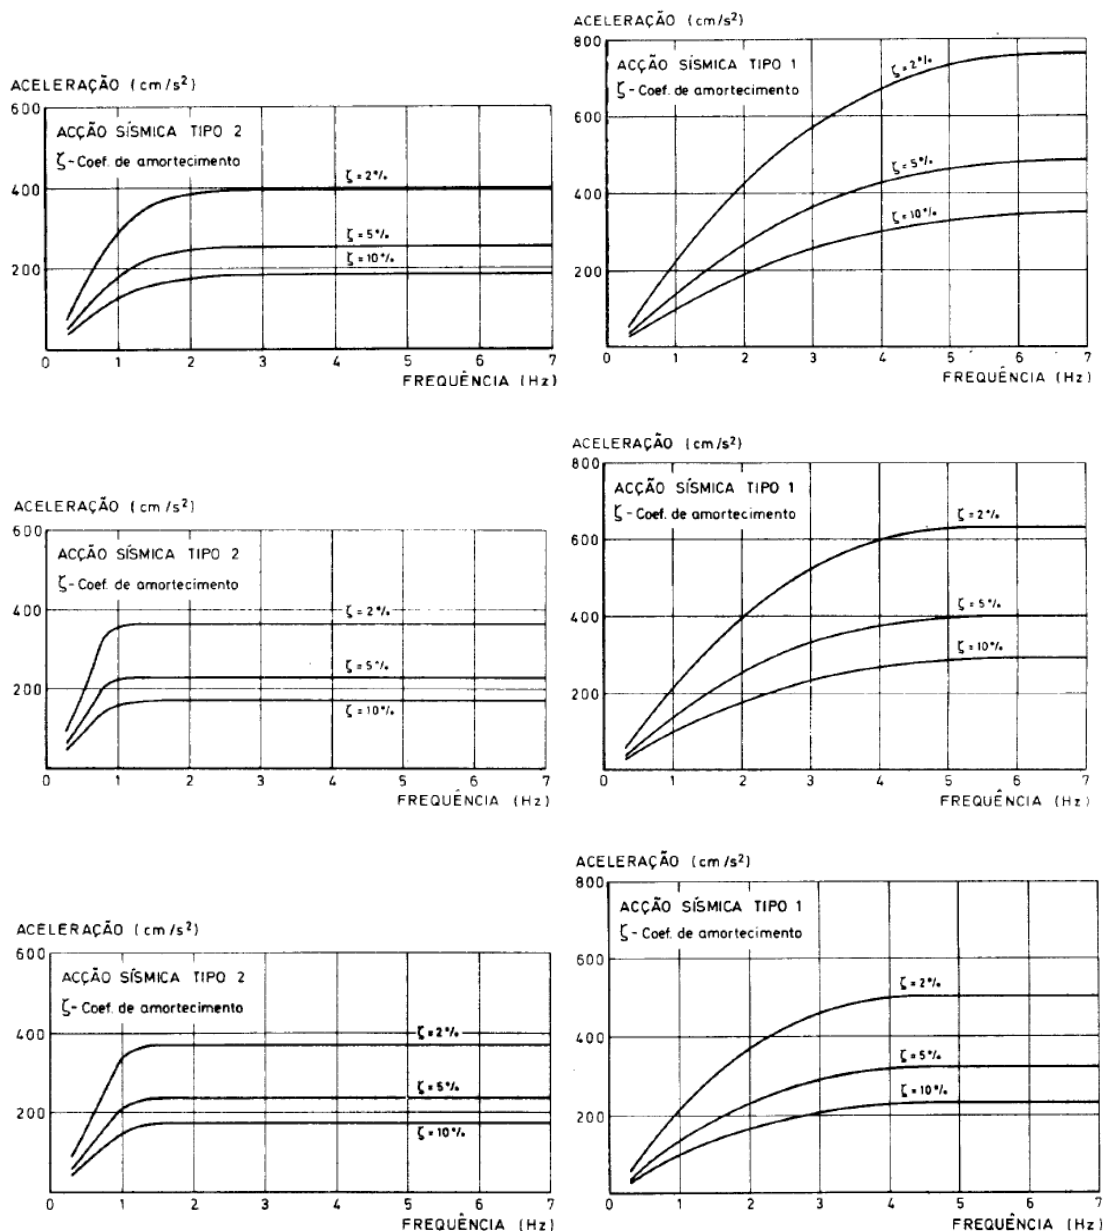 ACELERAÇÃO (cm/s²)
600
ACÇÃO SÍSMICA TIPO 2
ζ-Coef. de amortecimento
400
ζ=2%
ζ=5%
200
ζ=10%
0 1 2 3 4 5 6 7
FREQUÊNCIA (Hz)
ACELERAÇÃO (cm/s²)
800
ACÇÃO SÍSMICA TIPO 1
ζ-Coef. de amortecimento
ζ=2%
600
ζ=5%
400
ζ=10%
200
0 1 2 3 4 5 6 7
FREQUÊNCIA (Hz)
ACELERAÇÃO (cm/s²)
600
ACÇÃO SÍSMICA TIPO 2
ζ-Coef. de amortecimento
400
ζ=2%
ζ=5%
200
ζ=10%
0 1 2 3 4 5 6 7
FREQUÊNCIA (Hz)
ACELERAÇÃO (cm/s²)
800
ACÇÃO SÍSMICA TIPO 1
ζ-Coef. de amortecimento
ζ=2%
600
ζ=5%
400
ζ=10%
200
0 1 2 3 4 5 6 7
FREQUÊNCIA (Hz)
ACELERAÇÃO (cm/s²)
600
ACÇÃO SÍSMICA TIPO 2
ζ-Coef. de amortecimento
400
ζ=2%
ζ=5%
200
ζ=10%
0 1 2 3 4 5 6 7
FREQUÊNCIA (Hz)
ACELERAÇÃO (cm/s²)
800
ACÇÃO SÍSMICA TIPO 1
ζ-Coef. de amortecimento
600
ζ=2%
400
ζ=5%
ζ=10%
200
0 1 2 3 4 5 6 7
FREQUÊNCIA (Hz)